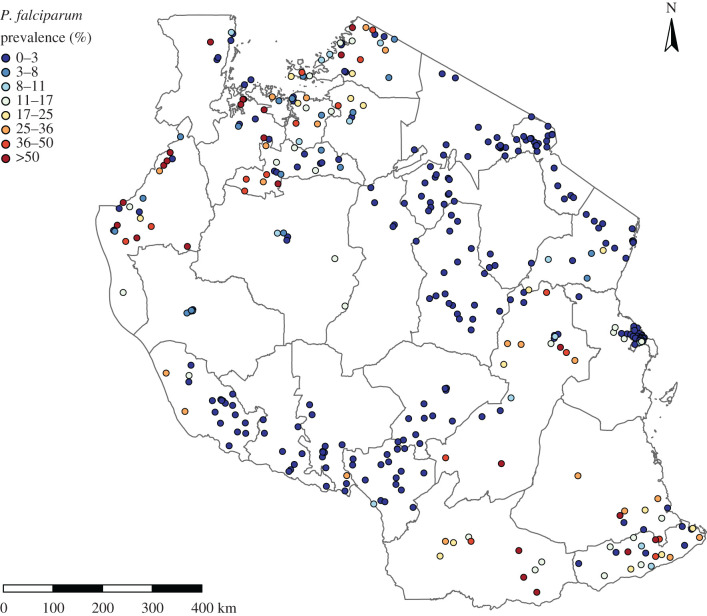 P. falciparum
prevalence (%)
0–3
3–8
8–11
11–17
17–25
25–36
36–50
>50
N
0 100 200 300 400 km